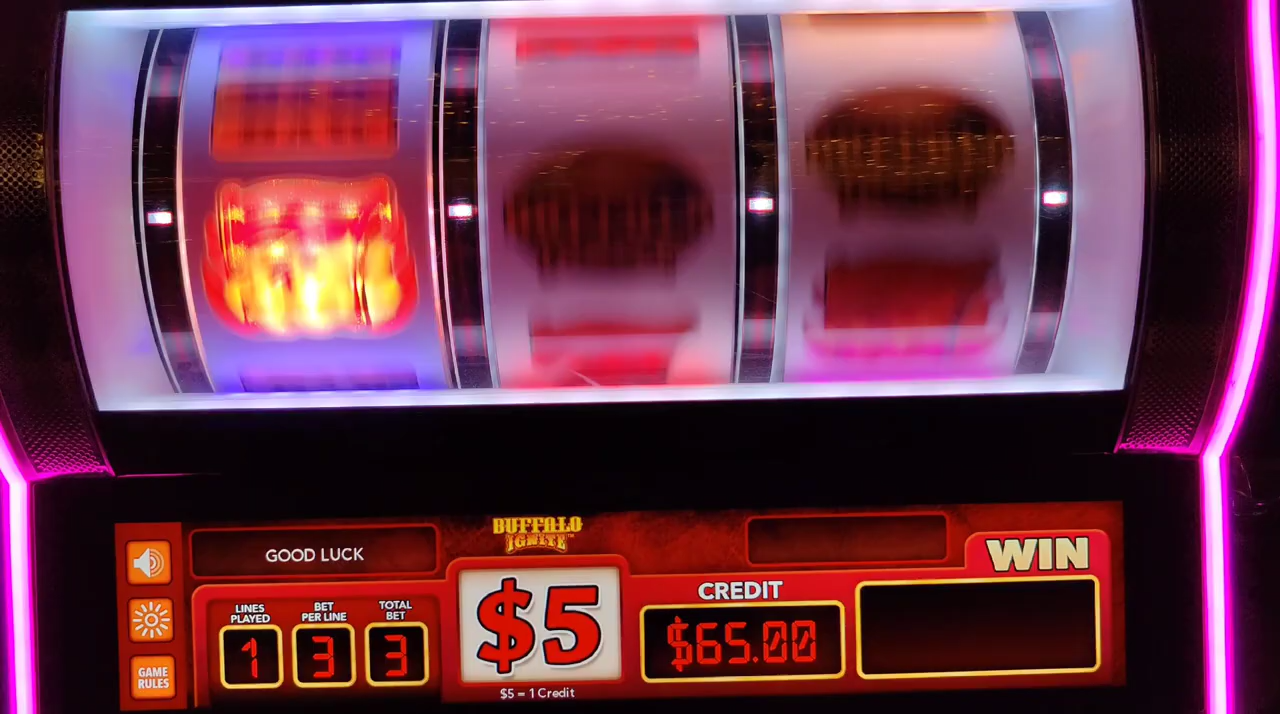 GOOD LUCK
BUFFALO
IGNITE™
WIN
LINES
PLAYED
BET
PER LINE
TOTAL
BET
$5
CREDIT
1
3
3
$65.00
GAME
RULES
$5 = 1 Credit